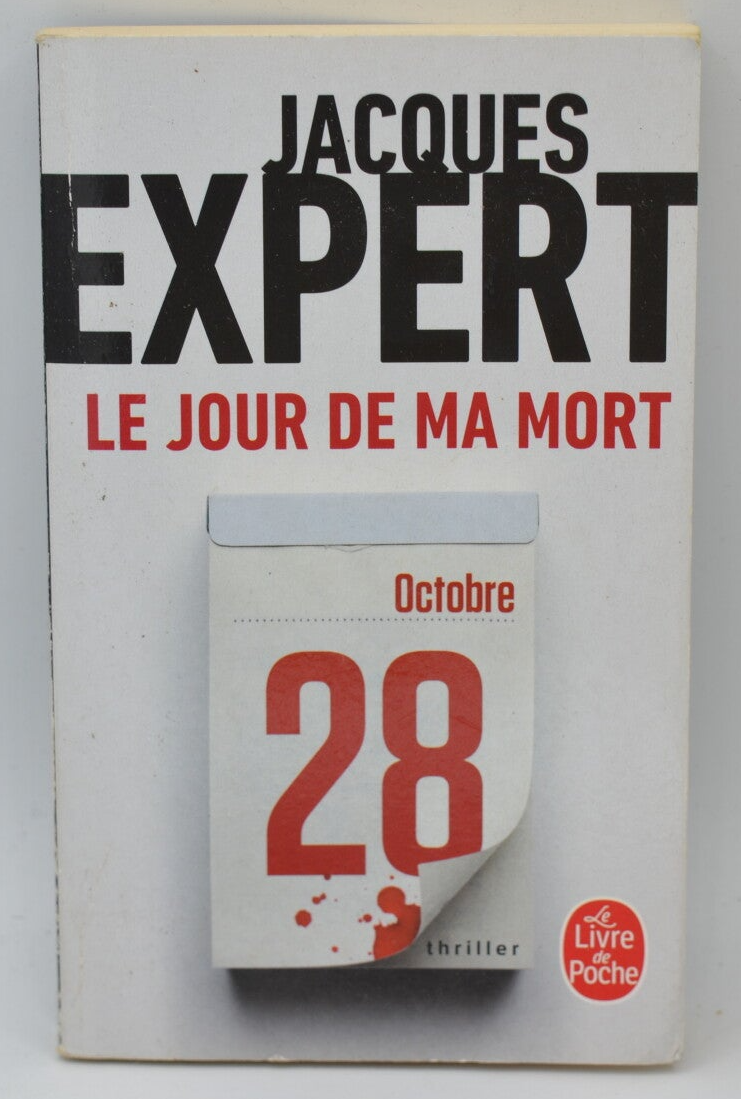 JACQUES
EXPERT
LE JOUR DE MA MORT
Octobre
28
thriller
Le
Livre
de
Poche